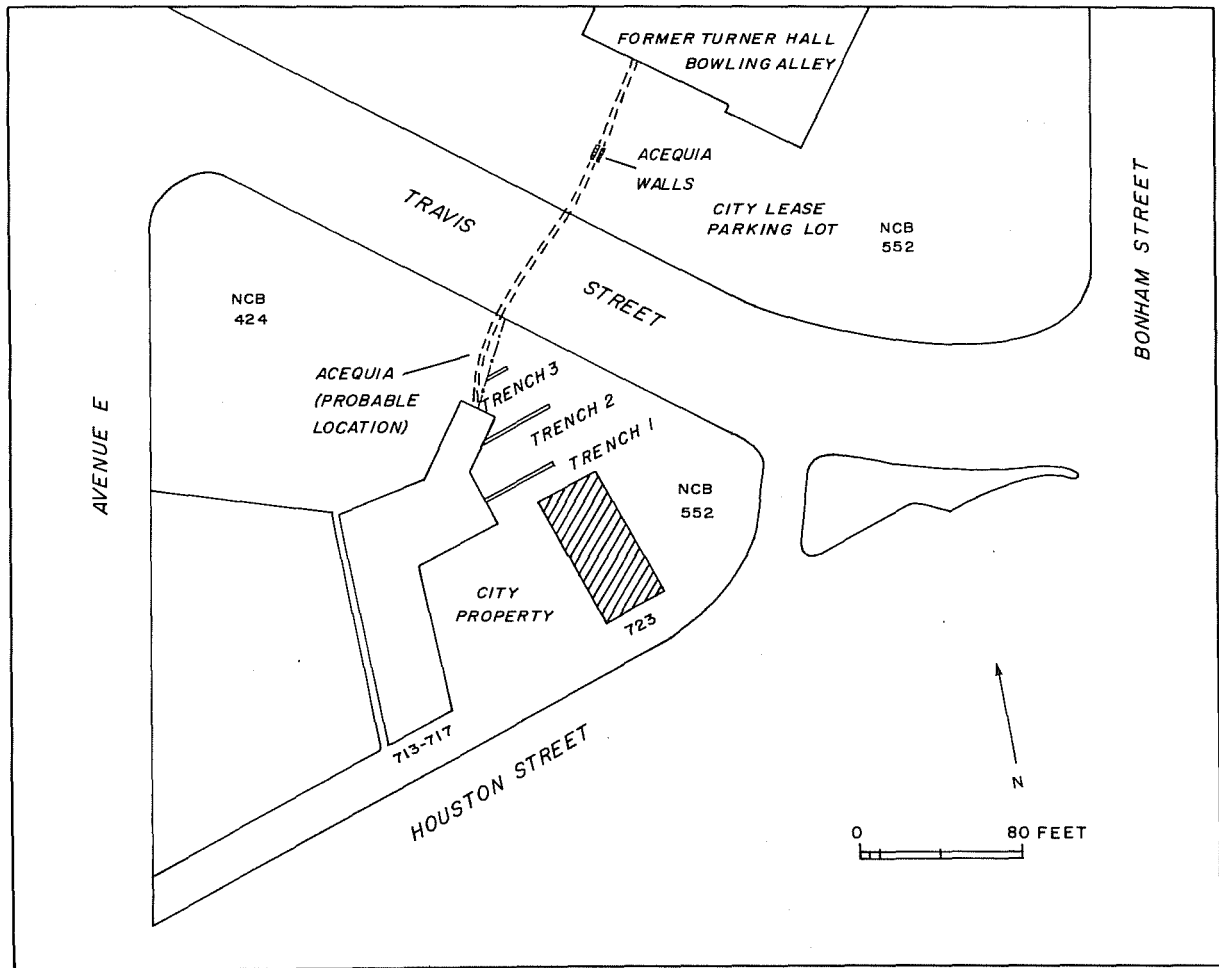 FORMER TURNER HALL
BOWLING ALLEY
ACEQUIA
WALLS
CITY LEASE
PARKING LOT
NCB
552
BONHAM STREET
TRAVIS
STREET
NCB
424
ACEQUIA
(PROBABLE
LOCATION)
AVENUE E
TRENCH 3
TRENCH 2
TRENCH 1
NCB
552
CITY
PROPERTY
723
713-717
HOUSTON STREET
N
0 80 FEET